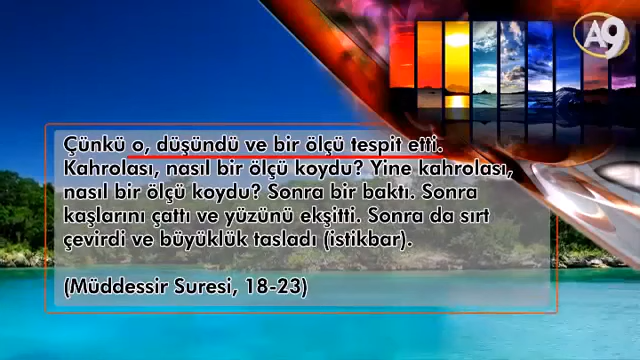 A9
Çünkü o, düşündü ve bir ölçü tespit etti.
Kahrolası, nasıl bir ölçü koydu? Yine kahrolası,
nasıl bir ölçü koydu? Sonra bir baktı. Sonra
kaşlarını çattı ve yüzünü ekşitti. Sonra da sırt
çevirdi ve büyüklük tasladı (istikbar).
(Müddessir Suresi, 18-23)